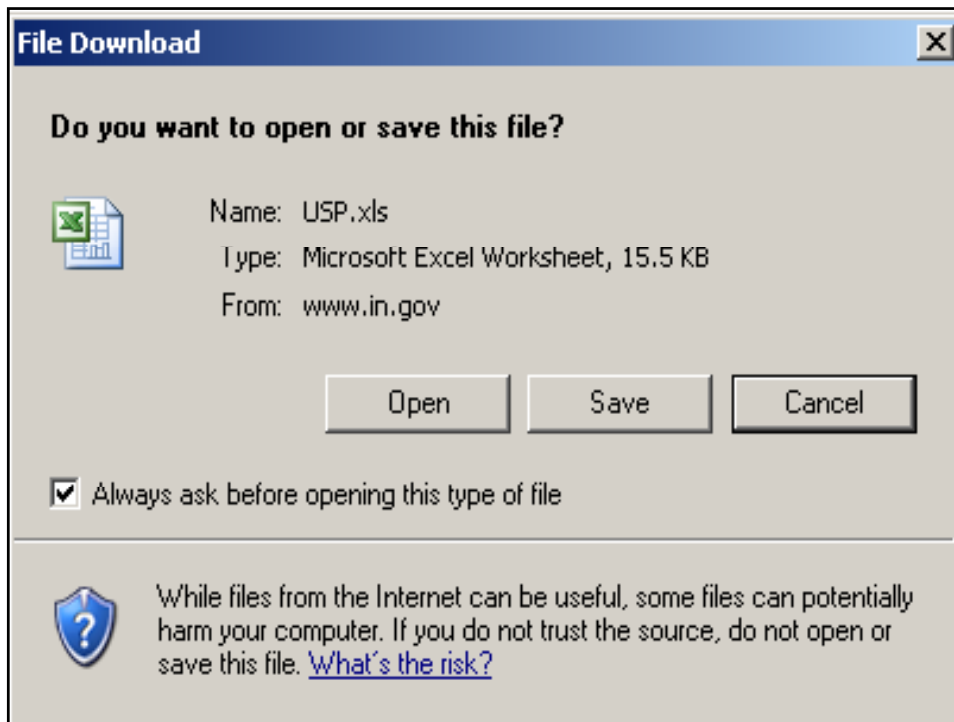 File Download
Do you want to open or save this file?
Name: USP.xls
Type: Microsoft Excel Worksheet, 15.5 KB
From: www.in.gov
Open Save Cancel
Always ask before opening this type of file
While files from the Internet can be useful, some files can potentially
harm your computer. If you do not trust the source, do not open or
save this file. What's the risk?